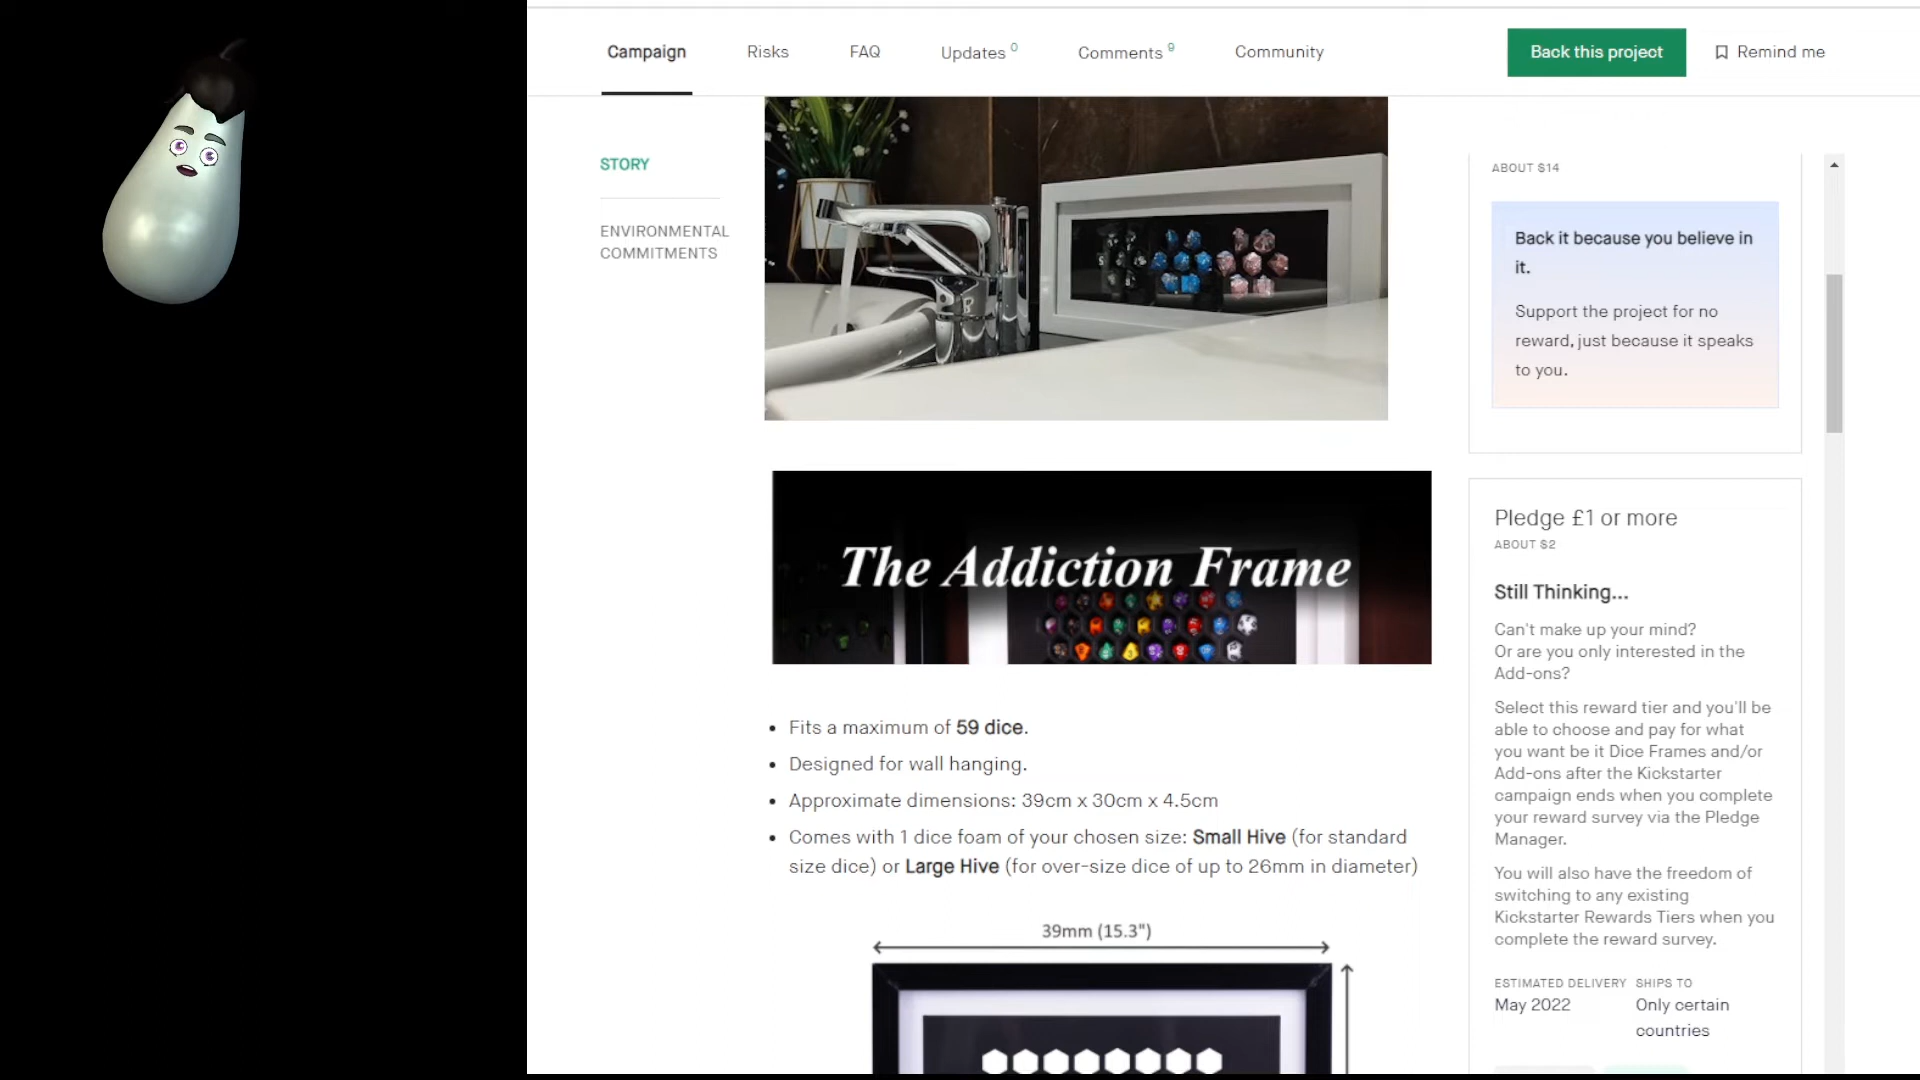 Campaign
Risks
FAQ
Updates 0
Comments 9
Community
Back this project
Remind me
STORY
ENVIRONMENTAL
COMMITMENTS
The Addiction Frame
Fits a maximum of 59 dice.
Designed for wall hanging.
Approximate dimensions: 39cm x 30cm x 4.5cm
Comes with 1 dice foam of your chosen size: Small Hive (for standard
size dice) or Large Hive (for over-size dice of up to 26mm in diameter)
39mm (15.3")
ABOUT $14
Back it because you believe in
it.
Support the project for no
reward, just because it speaks
to you.
Pledge £1 or more
ABOUT $2
Still Thinking...
Can't make up your mind?
Or are you only interested in the
Add-ons?
Select this reward tier and you'll be
able to choose and pay for what
you want be it Dice Frames and/or
Add-ons after the Kickstarter
campaign ends when you complete
your reward survey via the Pledge
Manager.
You will also have the freedom of
switching to any existing
Kickstarter Rewards Tiers when you
complete the reward survey.
ESTIMATED DELIVERY
May 2022
SHIPS TO
Only certain
countries